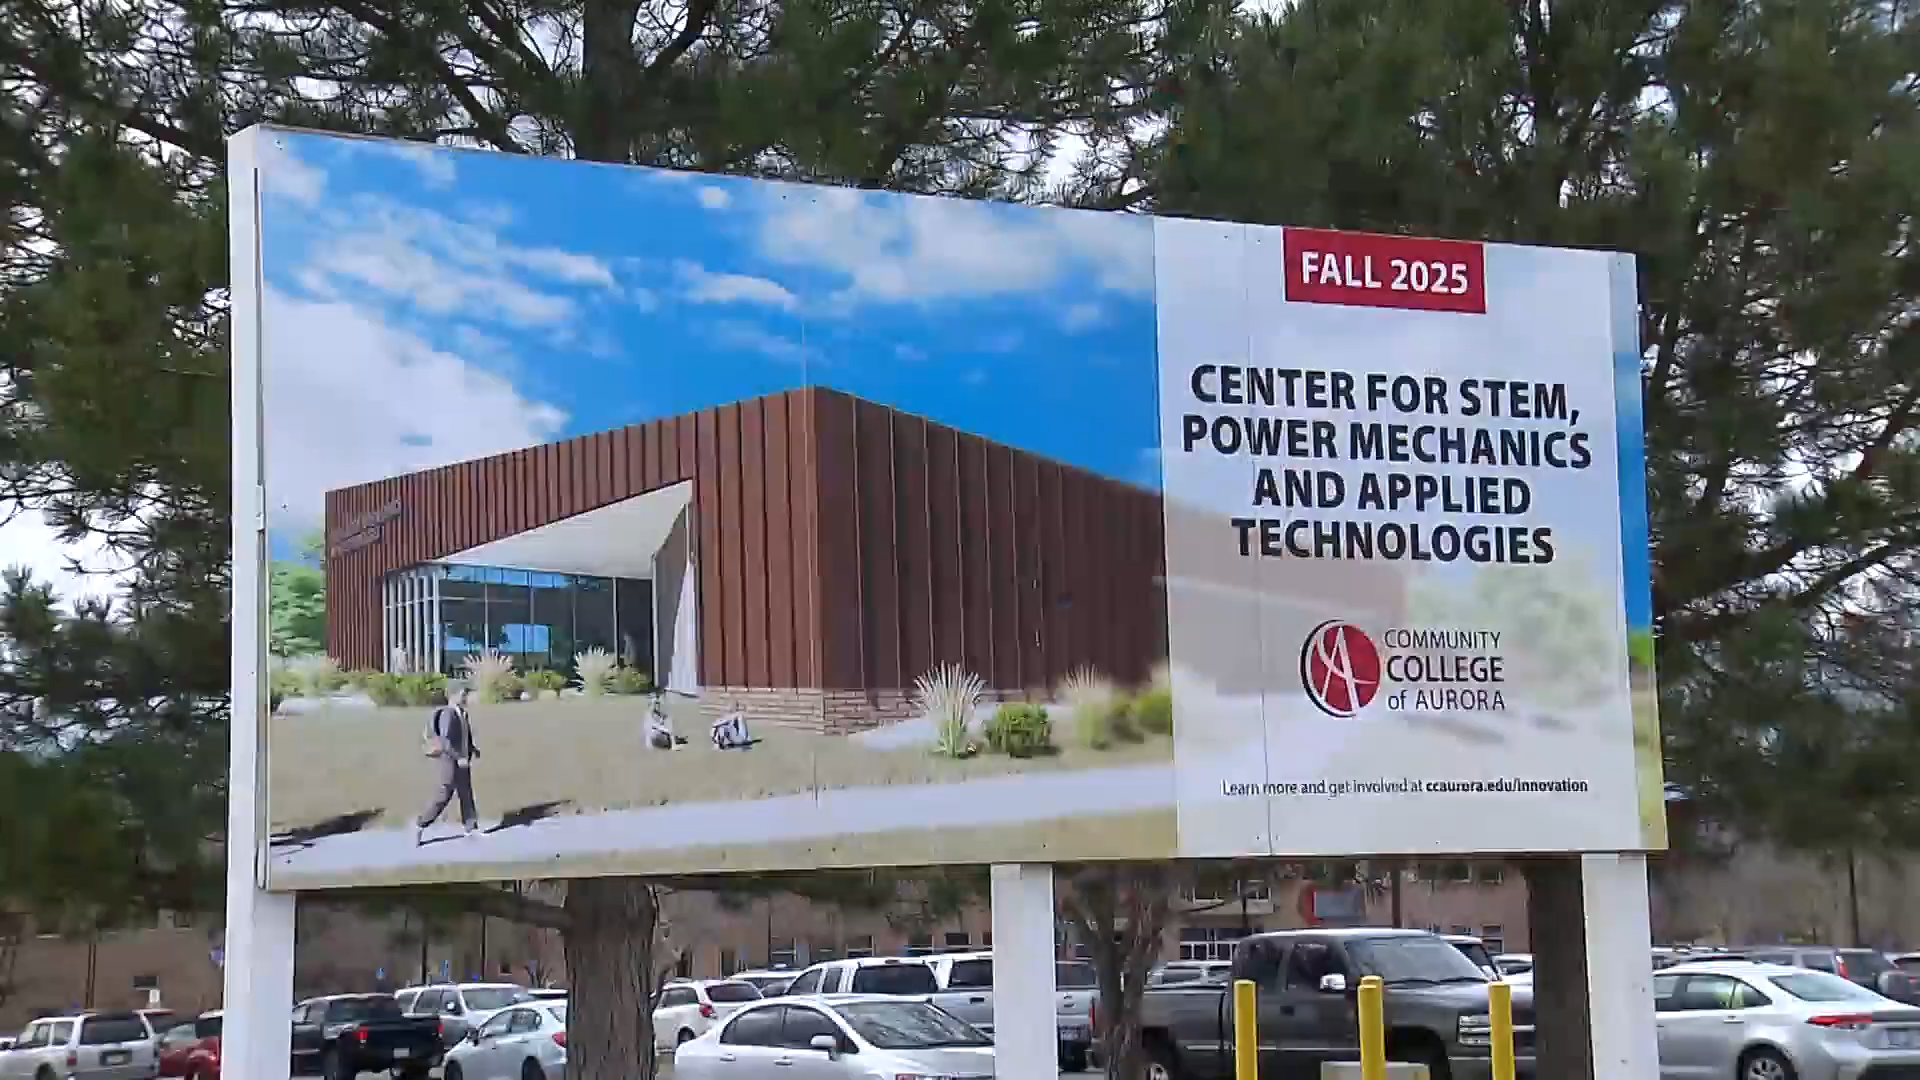 FALL 2025
CENTER FOR STEM,
POWER MECHANICS
AND APPLIED
TECHNOLOGIES
COMMUNITY
COLLEGE
of AURORA
Learn more and get involved at ccaurora.edu/innovation